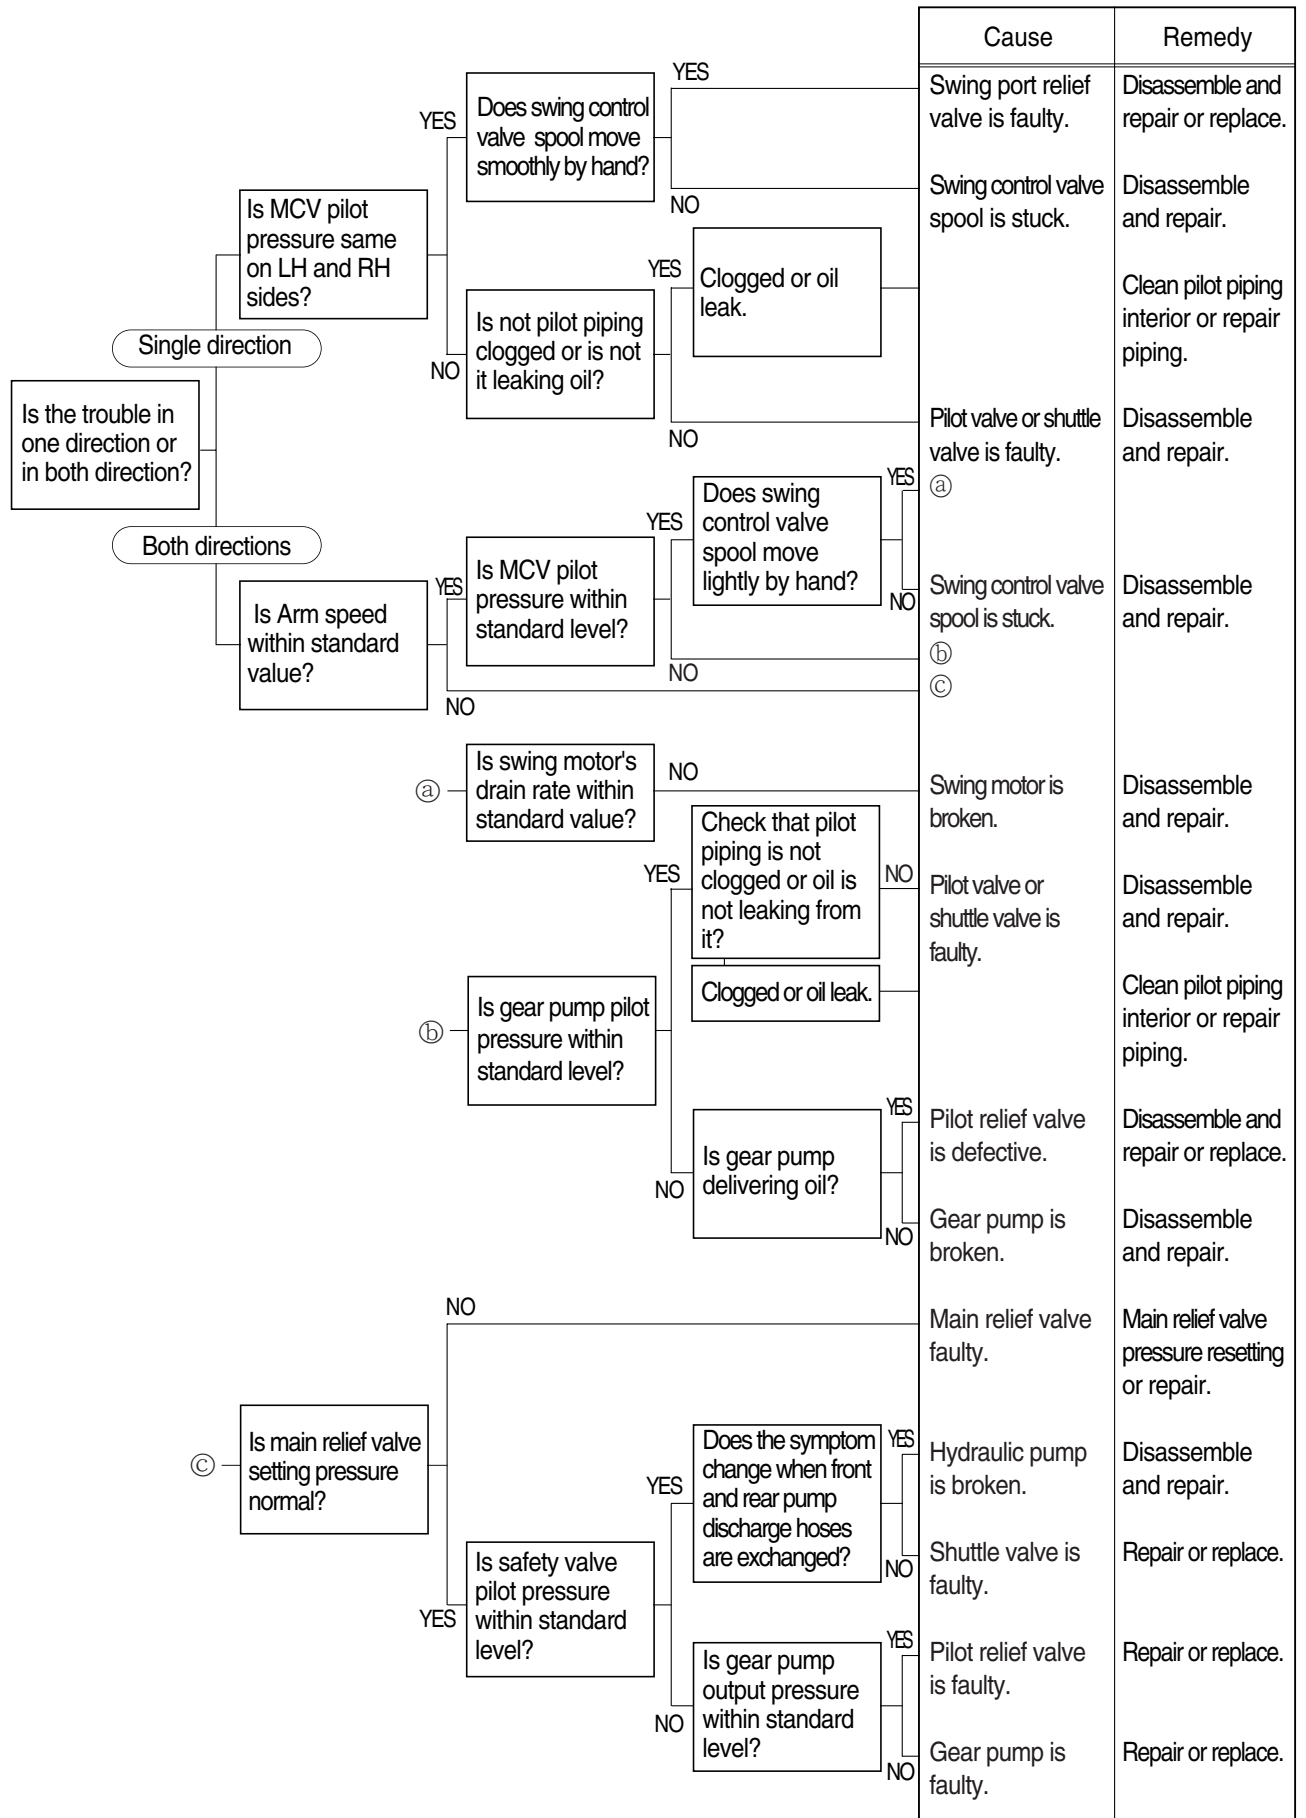 Cause
Remedy
YES
Does swing control
valve spool move
smoothly by hand?
YES
Swing port relief
valve is faulty.
Disassemble and
repair or replace.
NO
Swing control valve
spool is stuck.
Disassemble
and repair.
Is MCV pilot
pressure same
on LH and RH
sides?
YES
Clogged or oil
leak.
Clean pilot piping
interior or repair
piping.
Single direction
NO
Is not pilot piping
clogged or is not
it leaking oil?
NO
Pilot valve or shuttle
valve is faulty.
Disassemble
and repair.
Is the trouble in
one direction or
in both direction?
Both directions
YES
Does swing
control valve
spool move
lightly by hand?
YES
ⓐ
NO
Swing control valve
spool is stuck.
Disassemble
and repair.
YES
Is MCV pilot
pressure within
standard level?
NO
ⓑ
Is Arm speed
within standard
value?
NO
ⓒ
ⓐ
Is swing motor's
drain rate within
standard value?
NO
Swing motor is
broken.
Disassemble
and repair.
YES
Check that pilot
piping is not
clogged or oil is
not leaking from
it?
NO
Pilot valve or
shuttle valve is
faulty.
Disassemble
and repair.
Clogged or oil leak.
Clean pilot piping
interior or repair
piping.
ⓑ
Is gear pump pilot
pressure within
standard level?
NO
Is gear pump
delivering oil?
YES
Pilot relief valve
is defective.
Disassemble and
repair or replace.
NO
Gear pump is
broken.
Disassemble
and repair.
NO
Main relief valve
faulty.
Main relief valve
pressure resetting
or repair.
ⓒ
Is main relief valve
setting pressure
normal?
YES
Does the symptom
change when front
and rear pump
discharge hoses
are exchanged?
YES
Hydraulic pump
is broken.
Disassemble
and repair.
NO
Shuttle valve is
faulty.
Repair or replace.
YES
Is safety valve
pilot pressure
within standard
level?
NO
Is gear pump
output pressure
within standard
level?
YES
Pilot relief valve
is faulty.
Repair or replace.
NO
Gear pump is
faulty.
Repair or replace.